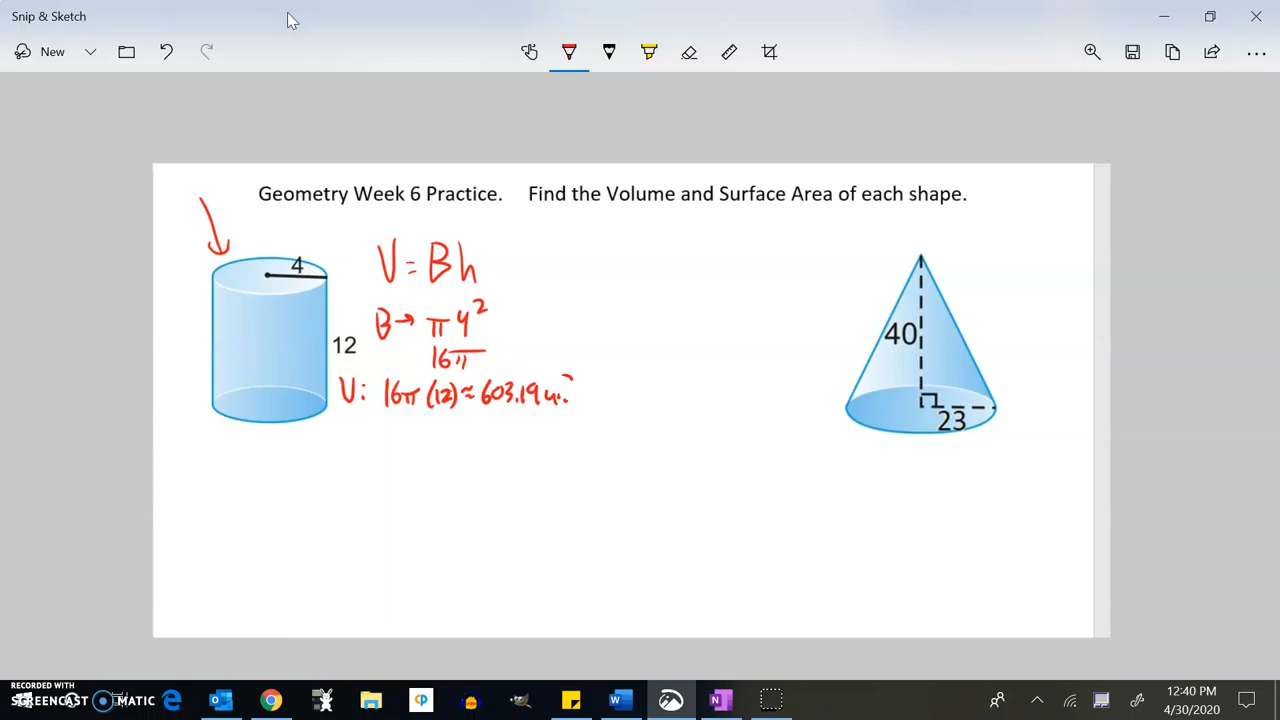 Snip & Sketch
New
Geometry Week 6 Practice. Find the Volume and Surface Area of each shape.
4
12
V = Bh
B → π4²
16π
V: 16π (12) ≈ 603.19
40
23
RECORDED WITH
SCREENCAST MATIC
12:40 PM
4/30/2020